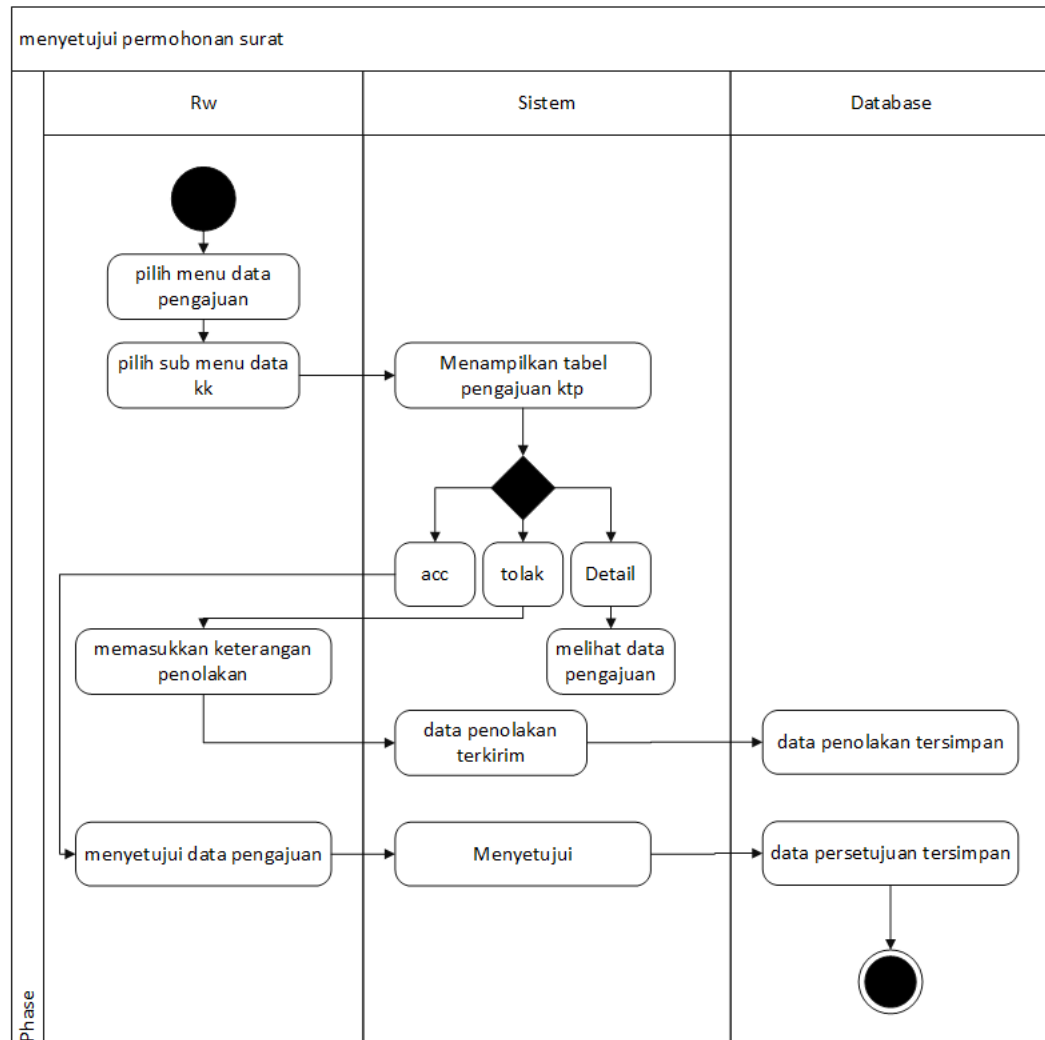 menyetujui permohonan surat
Rw
Sistem
Database
pilih menu data
pengajuan
pilih sub menu data
kk
Menampilkan tabel
pengajuan ktp
acc
tolak
Detail
memasukkan keterangan
penolakan
melihat data
pengajuan
data penolakan
terkirim
data penolakan tersimpan
menyetujui data pengajuan
Menyetujui
data persetujuan tersimpan
Phase